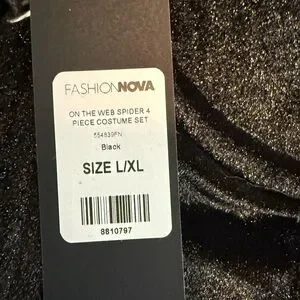 FASHIONNOVA
ON THE WEB SPIDER 4
PIECE COSTUME SET
554839FN
Black
SIZE L/XL
8810797